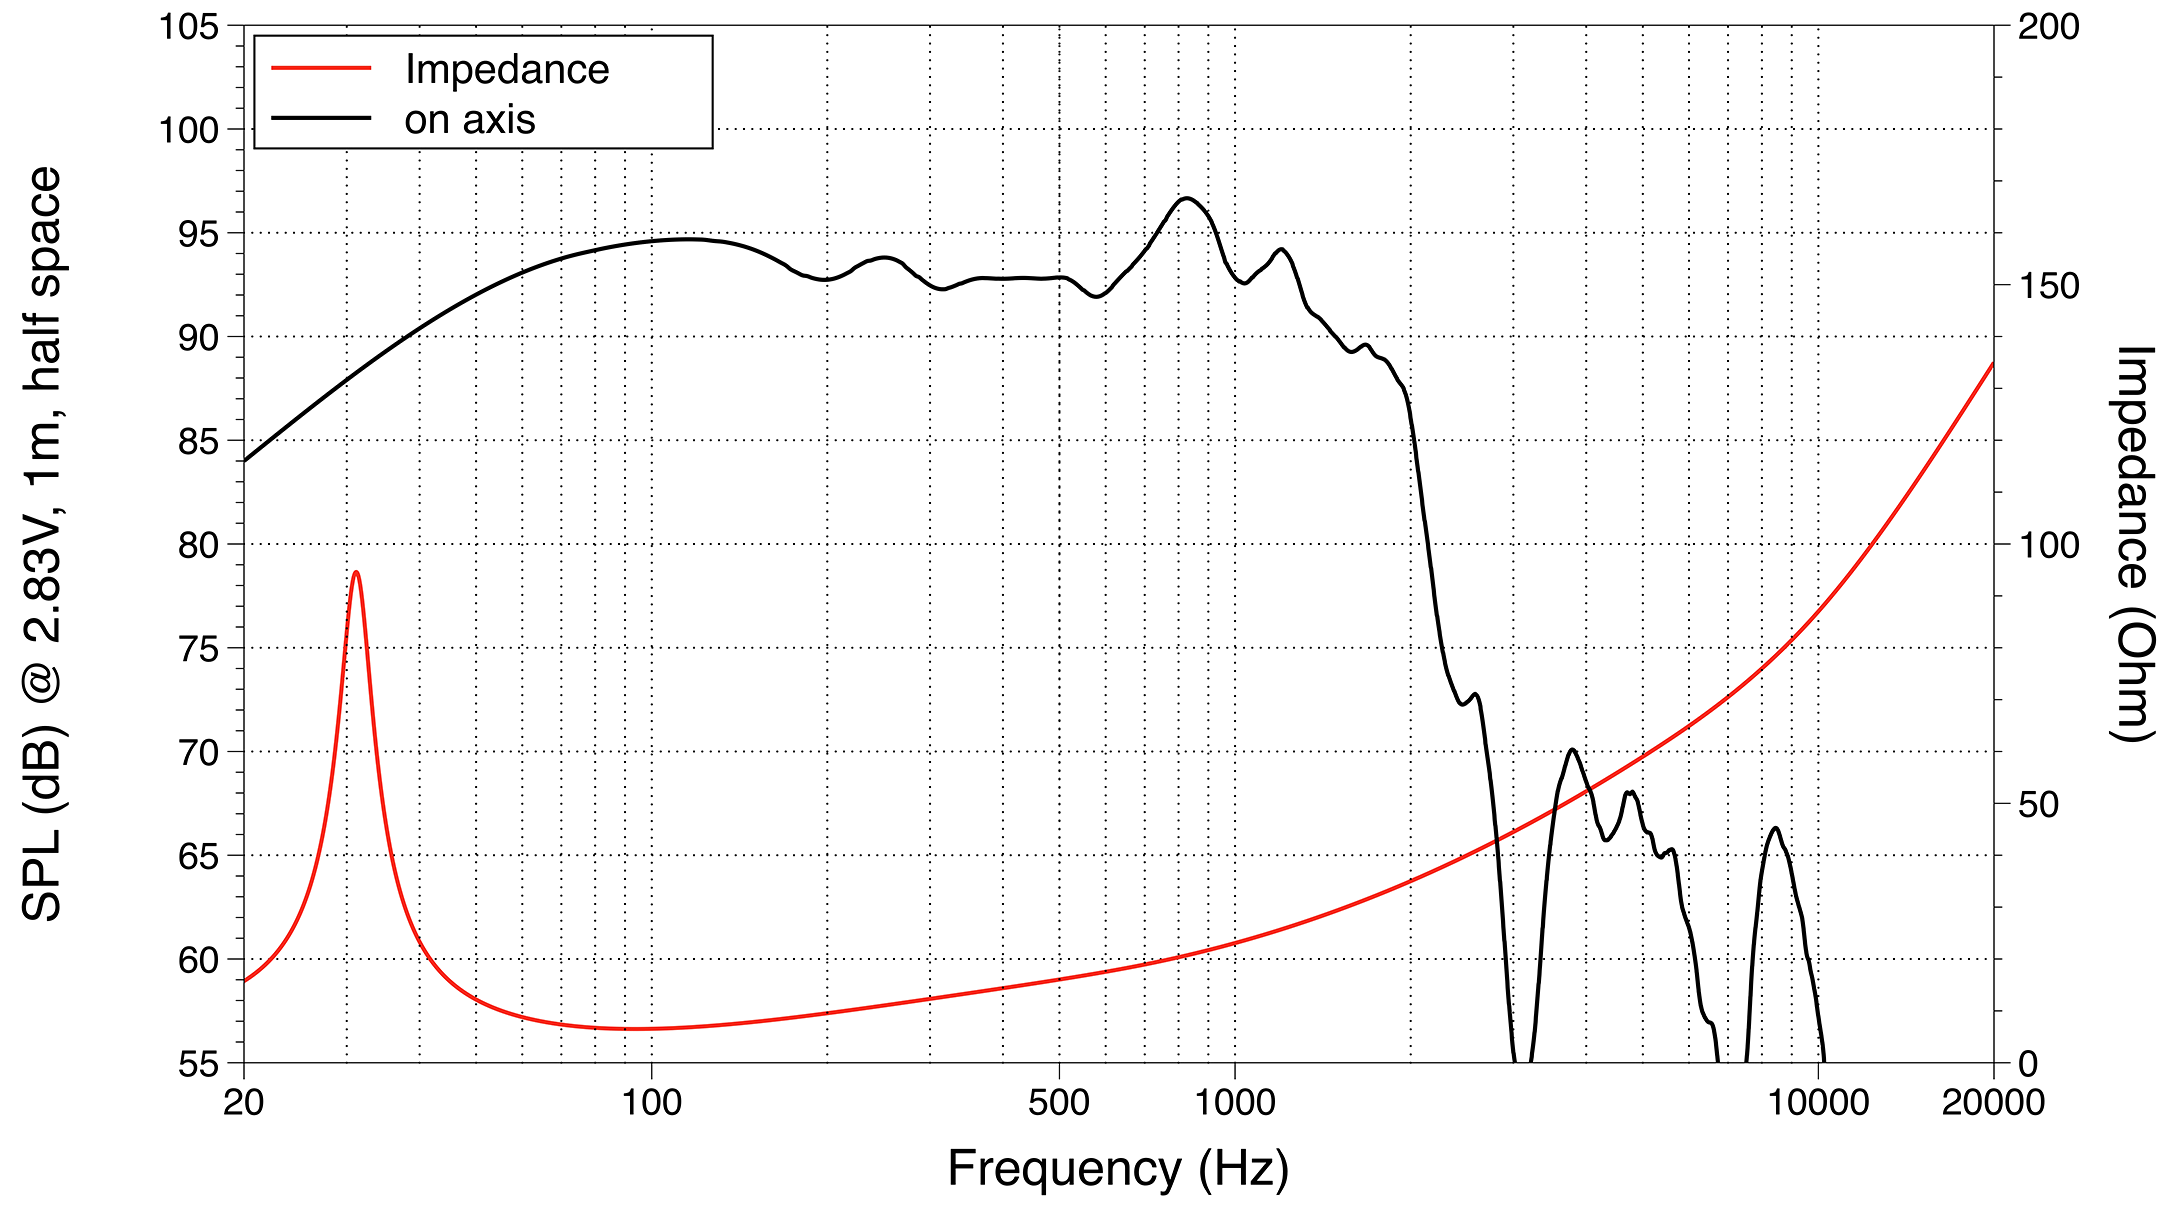 Impedance
on axis
SPL (dB) @ 2.83V, 1m, half space
105
100
95
90
85
80
75
70
65
60
55
200
150
100
50
0
Impedance (Ohm)
20 100 500 1000 10000 20000
Frequency (Hz)